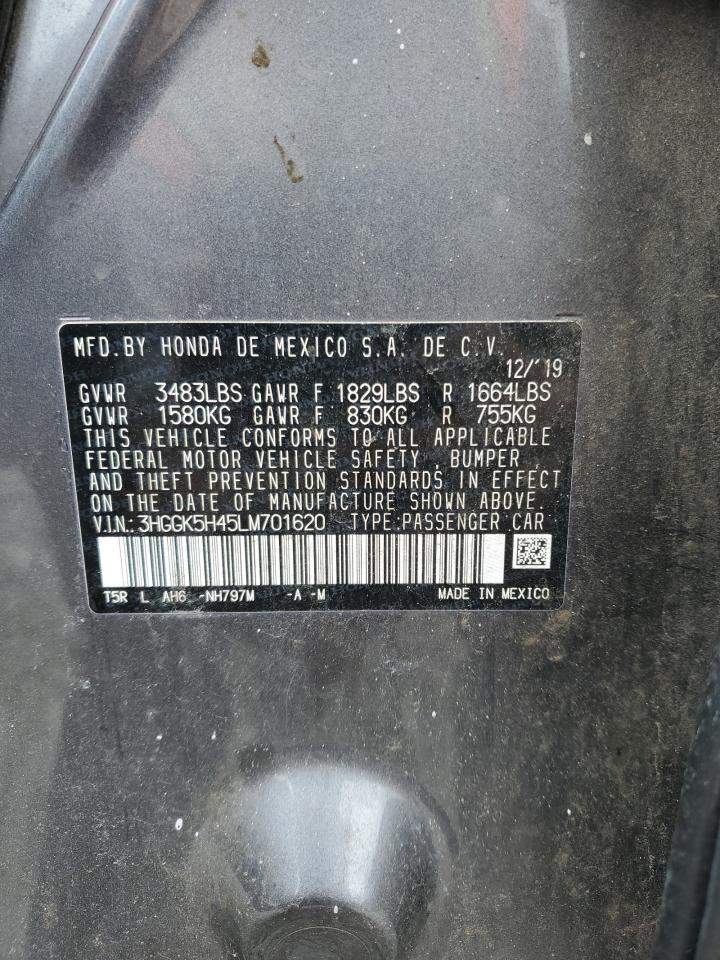 MFD.BY HONDA DE MEXICO S.A. DE C.V.
12/'19
GVWR 3483LBS GAWR F 1829LBS R 1664LBS
GVWR 1580KG GAWR F 830KG R 755KG
THIS VEHICLE CONFORMS TO ALL APPLICABLE
FEDERAL MOTOR VEHICLE SAFETY , BUMPER ,
AND THEFT PREVENTION STANDARDS IN EFFECT
ON THE DATE OF MANUFACTURE SHOWN ABOVE.
V.I.N.: 3HGGK5H45LM701620 TYPE:PASSENGER CAR
T5R L AH6 -NH797M -A -M MADE IN MEXICO